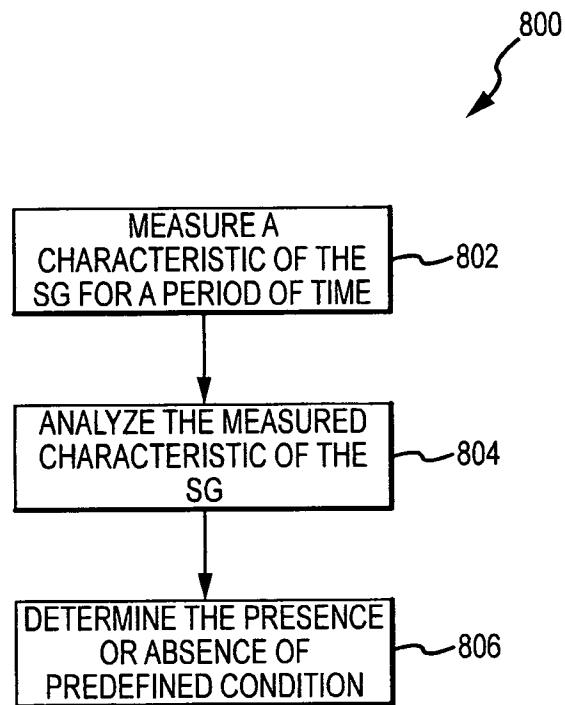 800
MEASURE A
CHARACTERISTIC OF THE
SG FOR A PERIOD OF TIME
802
ANALYZE THE MEASURED
CHARACTERISTIC OF THE
SG
804
DETERMINE THE PRESENCE
OR ABSENCE OF
PREDEFINED CONDITION
806